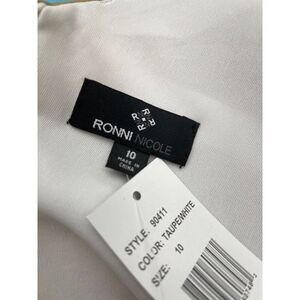 R R
R R
RONNI NICOLE
10
MADE IN
CHINA
STYLE: 90411
COLOR: TAUPE/WHITE
SIZE: 10